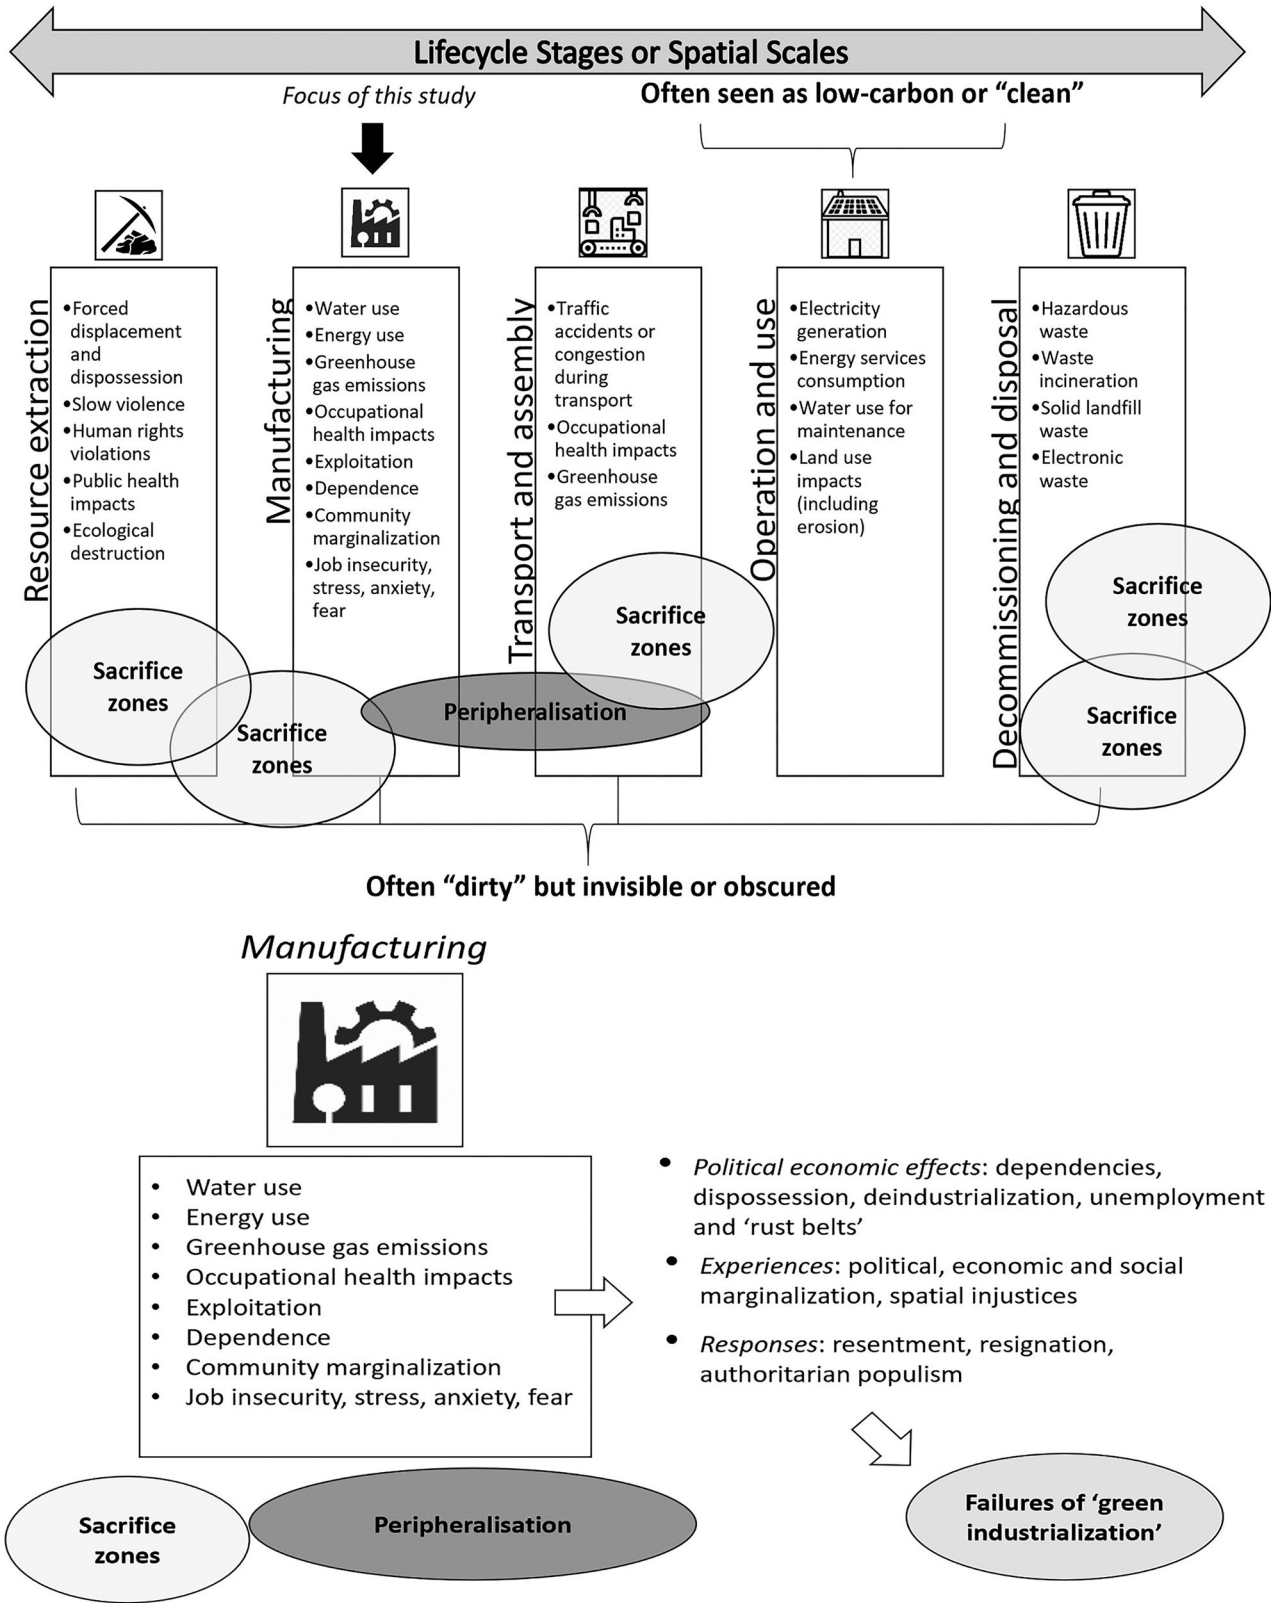 Lifecycle Stages or Spatial Scales
Focus of this study
Often seen as low-carbon or “clean”
Resource extraction
•Forced
displacement
and
dispossession
•Slow violence
•Human rights
violations
•Public health
impacts
•Ecological
destruction
Manufacturing
•Water use
•Energy use
•Greenhouse
gas emissions
•Occupational
health impacts
•Exploitation
•Dependence
•Community
marginalization
•Job insecurity,
stress, anxiety,
fear
Transport and assembly
•Traffic
accidents or
congestion
during
transport
•Occupational
health impacts
•Greenhouse
gas emissions
Operation and use
•Electricity
generation
•Energy services
consumption
•Water use for
maintenance
•Land use
impacts
(including
erosion)
Decommissioning and disposal
•Hazardous
waste
•Waste
incineration
•Solid landfill
waste
•Electronic
waste
Sacrifice
zones
Sacrifice
zones
Peripheralisation
Sacrifice
zones
Sacrifice
zones
Sacrifice
zones
Often “dirty” but invisible or obscured
Manufacturing
• Water use
• Energy use
• Greenhouse gas emissions
• Occupational health impacts
• Exploitation
• Dependence
• Community marginalization
• Job insecurity, stress, anxiety, fear
• Political economic effects: dependencies,
dispossession, deindustrialization, unemployment
and ‘rust belts’
• Experiences: political, economic and social
marginalization, spatial injustices
• Responses: resentment, resignation,
authoritarian populism
Sacrifice
zones
Peripheralisation
Failures of ‘green
industrialization’